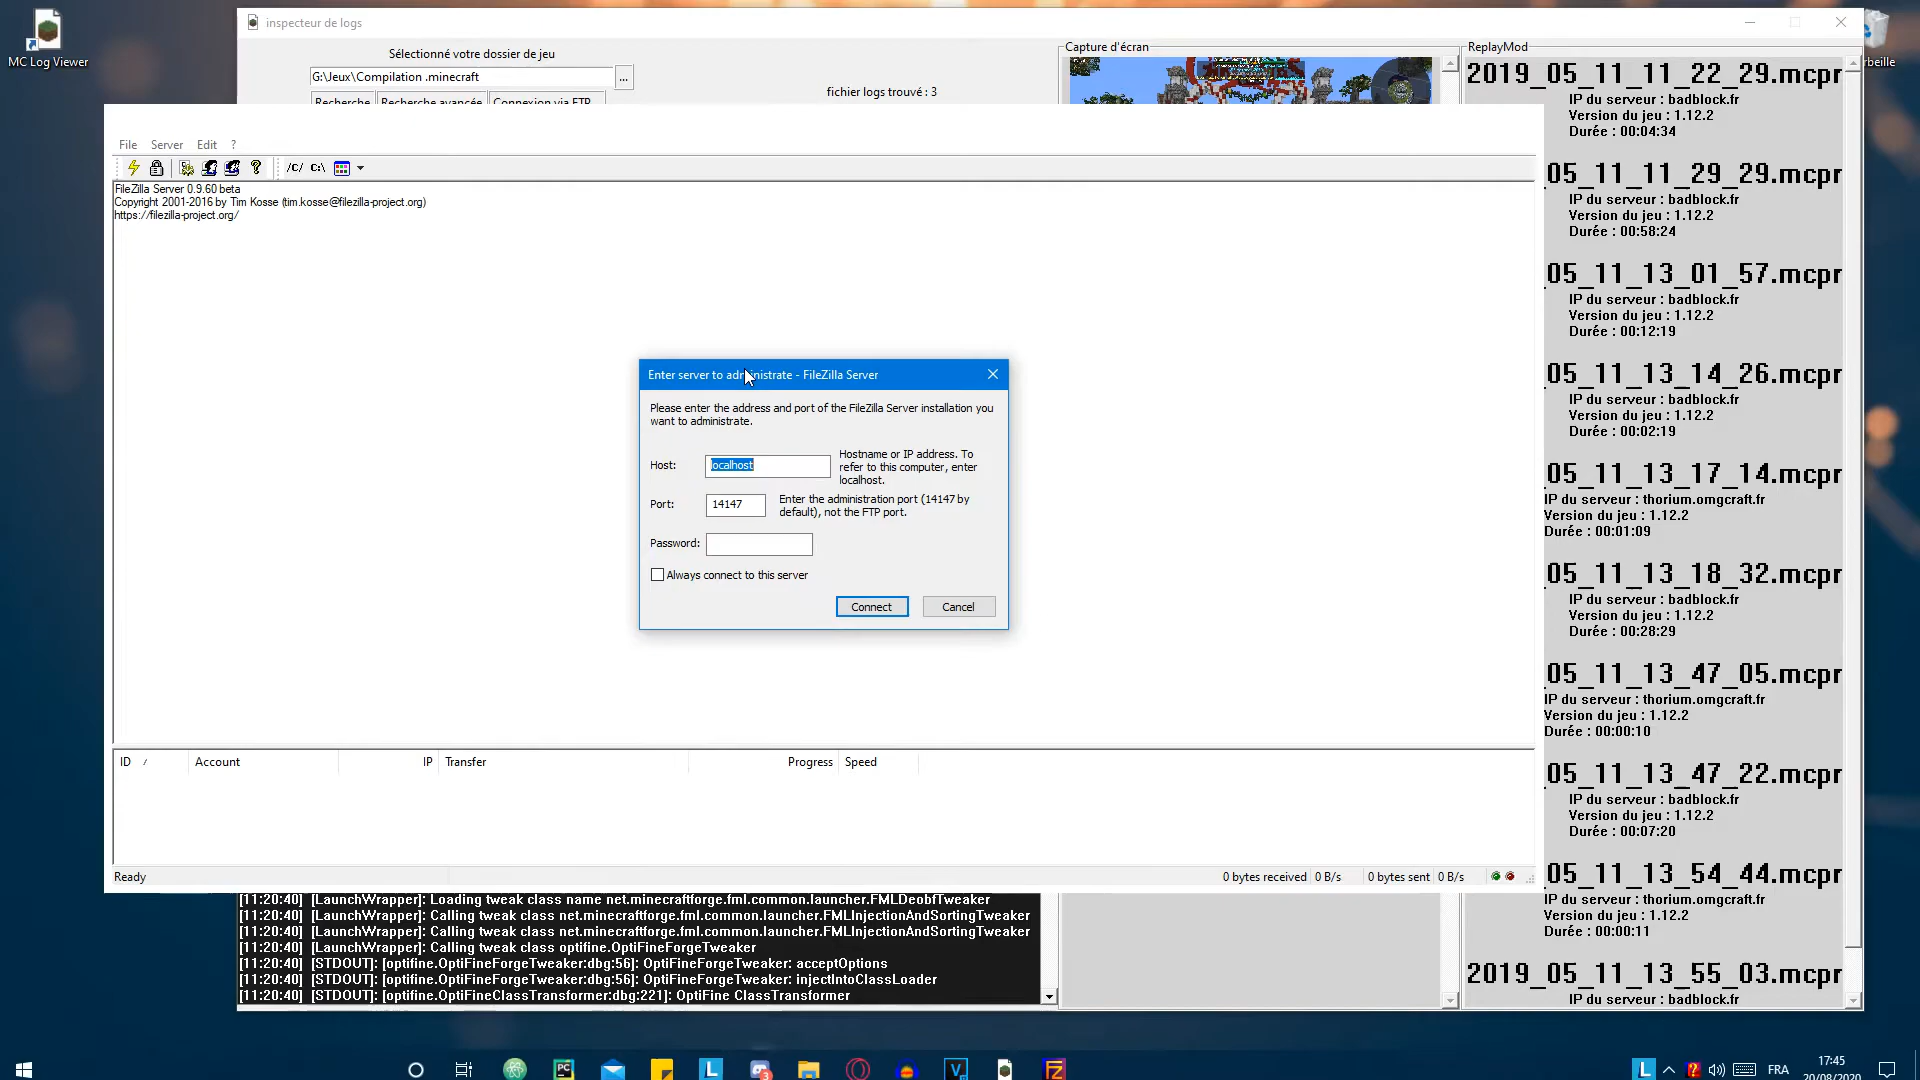 MC Log Viewer
inspecteur de logs
Sélectionné votre dossier de jeu
G:\Jeux\Compilation .minecraft
...
Recherche
Recherche avancée
Connexion via FTP
fichier logs trouvé : 3
Capture d'écran
ReplayMod
rbeille
2019_05_11_11_22_29.mcpr
IP du serveur : badblock.fr
Version du jeu : 1.12.2
Durée : 00:04:34
_05_11_11_29_29.mcpr
IP du serveur : badblock.fr
Version du jeu : 1.12.2
Durée : 00:58:24
_05_11_13_01_57.mcpr
IP du serveur : badblock.fr
Version du jeu : 1.12.2
Durée : 00:12:19
_05_11_13_14_26.mcpr
IP du serveur : badblock.fr
Version du jeu : 1.12.2
Durée : 00:02:19
_05_11_13_17_14.mcpr
IP du serveur : thorium.omgcraft.fr
Version du jeu : 1.12.2
Durée : 00:01:09
_05_11_13_18_32.mcpr
IP du serveur : badblock.fr
Version du jeu : 1.12.2
Durée : 00:28:29
_05_11_13_47_05.mcpr
IP du serveur : thorium.omgcraft.fr
Version du jeu : 1.12.2
Durée : 00:00:10
_05_11_13_47_22.mcpr
IP du serveur : badblock.fr
Version du jeu : 1.12.2
Durée : 00:07:20
_05_11_13_54_44.mcpr
IP du serveur : thorium.omgcraft.fr
Version du jeu : 1.12.2
Durée : 00:00:11
2019_05_11_13_55_03.mcpr
IP du serveur : badblock.fr
File Server Edit ?
/C/ C:\
FileZilla Server 0.9.60 beta
Copyright 2001-2016 by Tim Kosse (tim.kosse@filezilla-project.org)
https://filezilla-project.org/
Enter server to administrate - FileZilla Server
Please enter the address and port of the FileZilla Server installation you
want to administrate.
Host: localhost
Hostname or IP address. To
refer to this computer, enter
localhost.
Port: 14147
Enter the administration port (14147 by
default), not the FTP port.
Password:
Always connect to this server
Connect Cancel
ID / Account IP Transfer Progress Speed
Ready 0 bytes received 0 B/s 0 bytes sent 0 B/s
[11:20:40] [LaunchWrapper]: Loading tweak class name net.minecraftforge.fml.common.launcher.FMLDeobfTweaker
[11:20:40] [LaunchWrapper]: Calling tweak class net.minecraftforge.fml.common.launcher.FMLInjectionAndSortingTweaker
[11:20:40] [LaunchWrapper]: Calling tweak class net.minecraftforge.fml.common.launcher.FMLInjectionAndSortingTweaker
[11:20:40] [LaunchWrapper]: Calling tweak class optifine.OptiFineForgeTweaker
[11:20:40] [STDOUT]: [optifine.OptiFineForgeTweaker:dbg:56]: OptiFineForgeTweaker: acceptOptions
[11:20:40] [STDOUT]: [optifine.OptiFineForgeTweaker:dbg:56]: OptiFineForgeTweaker: injectIntoClassLoader
[11:20:40] [STDOUT]: [optifine.OptiFineClassTransformer:dbg:221]: OptiFine ClassTransformer
FRA
17:45
20/08/2020